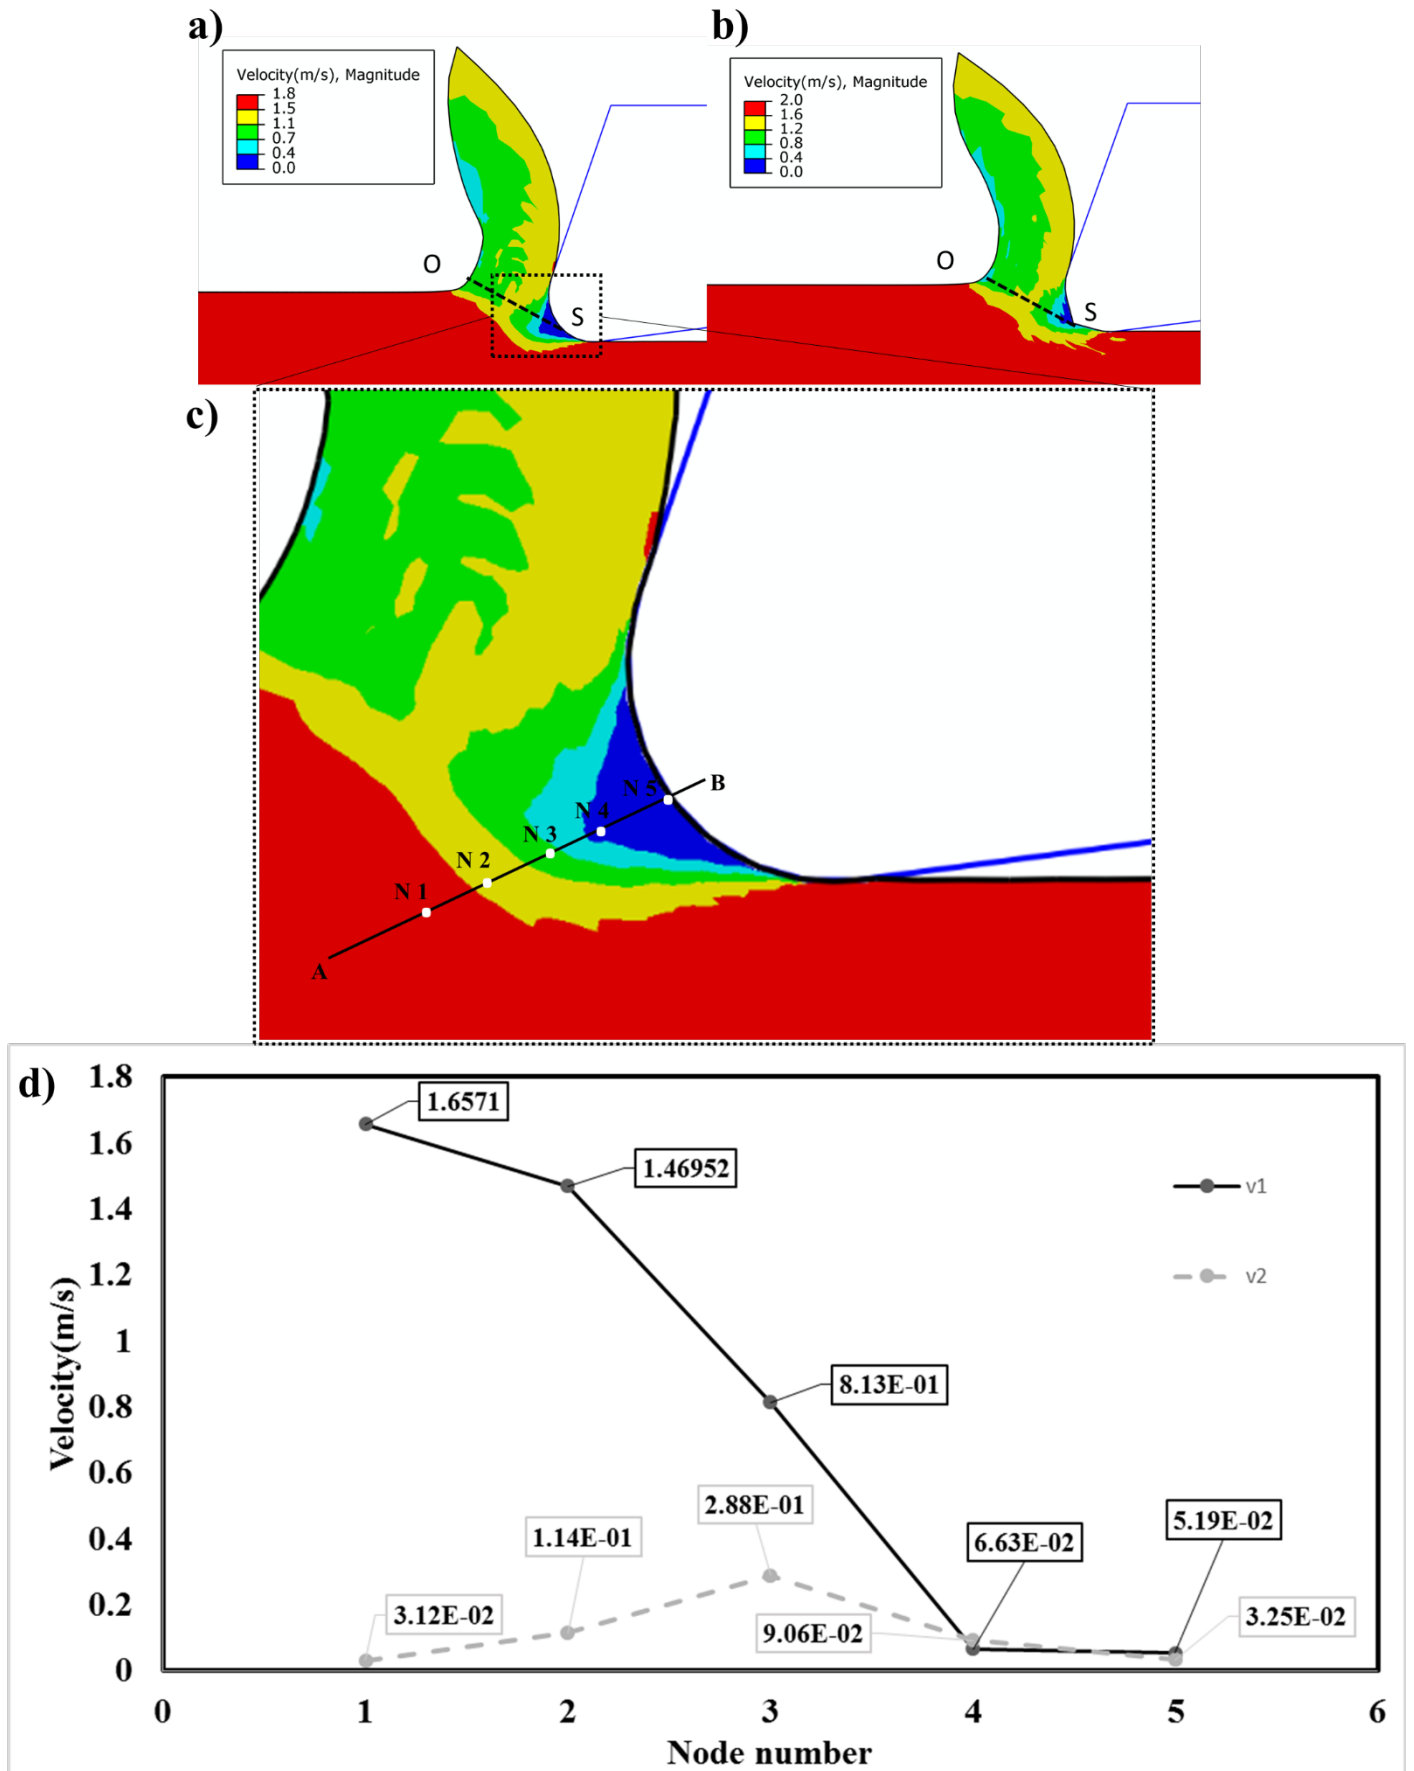 a)
Velocity(m/s), Magnitude
1.8
1.5
1.1
0.7
0.4
0.0
O
S
b)
Velocity(m/s), Magnitude
2.0
1.6
1.2
0.8
0.4
0.0
O
S
c)
N 5
B
N 4
N 3
N 2
N 1
A
d)
1.8
1.6
1.4
1.2
1
0.8
0.6
0.4
0.2
0
Velocity(m/s)
1.6571
1.46952
v1
v2
8.13E-01
2.88E-01
5.19E-02
1.14E-01
6.63E-02
3.12E-02
9.06E-02
3.25E-02
0 1 2 3 4 5 6
Node number